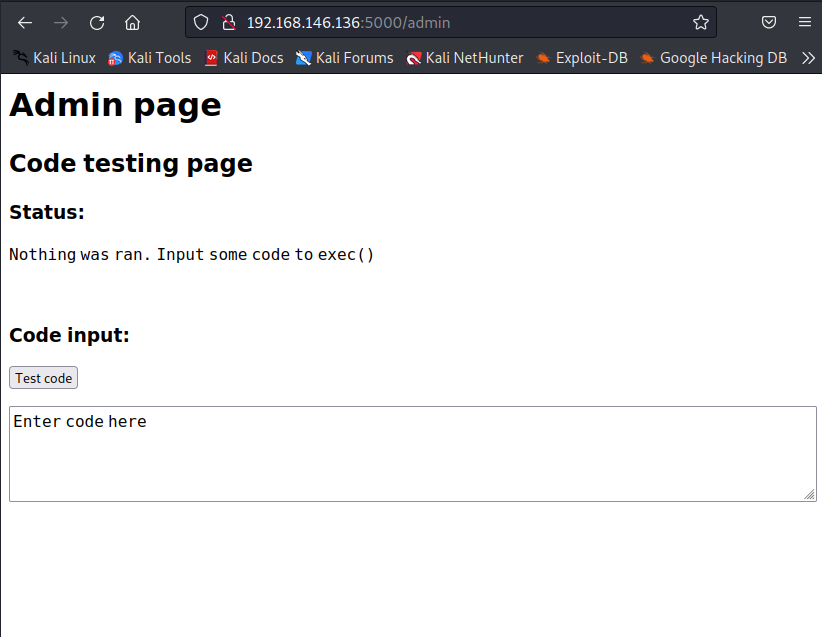 192.168.146.136:5000/admin
Kali Linux Kali Tools Kali Docs Kali Forums Kali NetHunter Exploit-DB Google Hacking DB
Admin page
Code testing page
Status:
Nothing was ran. Input some code to exec()
Code input:
Test code
Enter code here